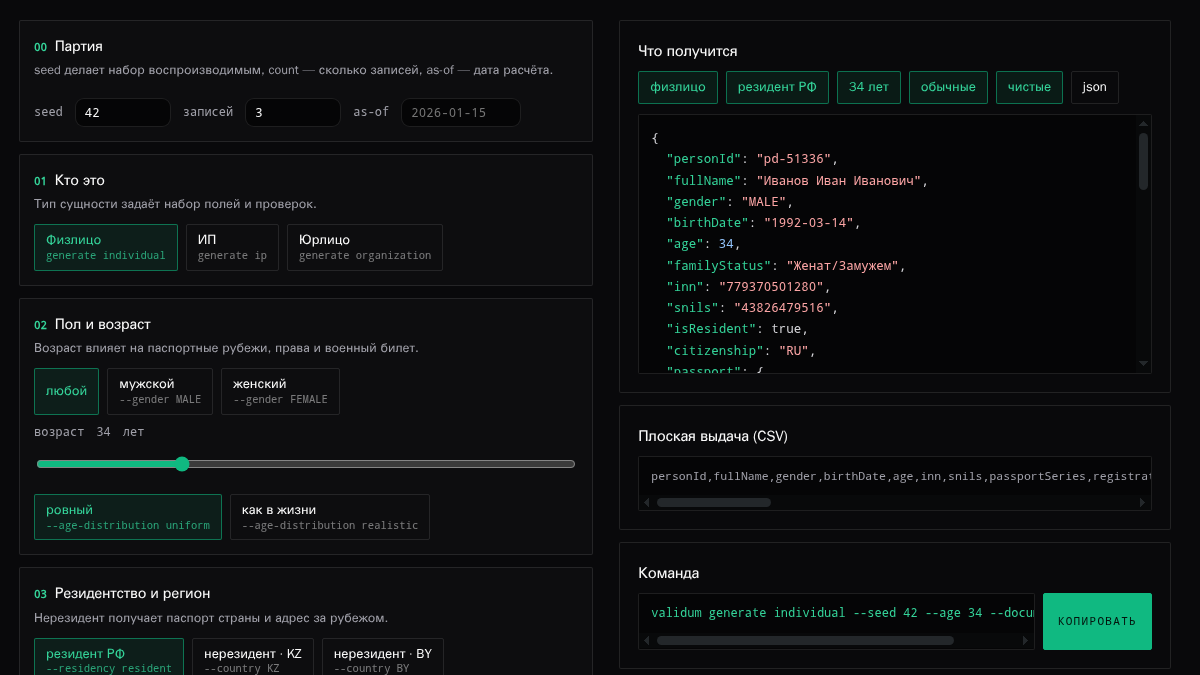 00 Партия
seed делает набор воспроизводимым, count — сколько записей, as-of — дата расчёта.
seed 42 записей 3 as-of 2026-01-15
01 Кто это
Тип сущности задаёт набор полей и проверок.
Физлицо
generate individual
ИП
generate ip
Юрлицо
generate organization
02 Пол и возраст
Возраст влияет на паспортные рубежи, права и военный билет.
любой
мужской
--gender MALE
женский
--gender FEMALE
возраст 34 лет
ровный
--age-distribution uniform
как в жизни
--age-distribution realistic
03 Резидентство и регион
Нерезидент получает паспорт страны и адрес за рубежом.
резидент РФ
--residency resident
нерезидент · KZ
--country KZ
нерезидент · BY
--country BY
Что получится
физлицо резидент РФ 34 лет обычные чистые json
{
"personId": "pd-51336",
"fullName": "Иванов Иван Иванович",
"gender": "MALE",
"birthDate": "1992-03-14",
"age": 34,
"familyStatus": "Женат/Замужем",
"inn": "779370501280",
"snils": "43826479516",
"isResident": true,
"citizenship": "RU",
"passport": {
Плоская выдача (CSV)
personId,fullName,gender,birthDate,age,inn,snils,passportSeries,registrat
Команда
validum generate individual --seed 42 --age 34 --docu
КОПИРОВАТЬ